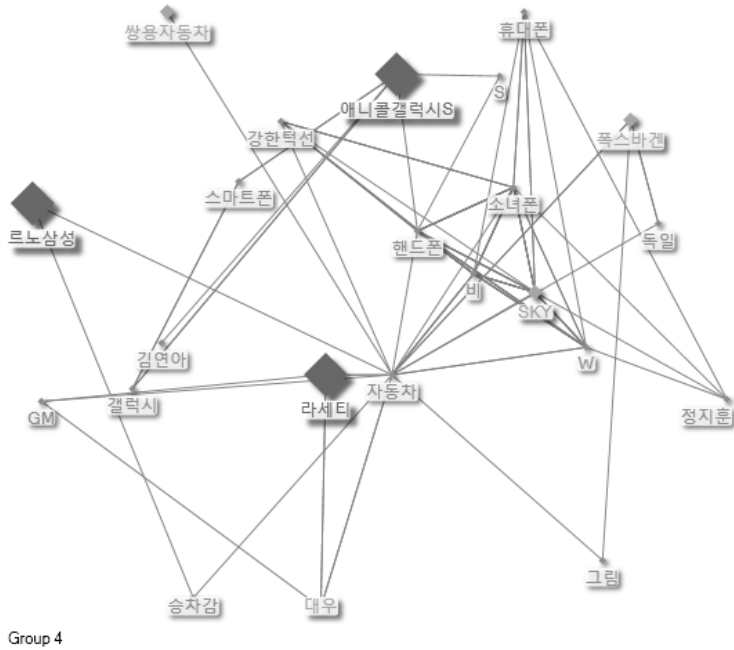 쌍용자동차
휴대폰
S
애니콜갤럭시S
강한턱선
폭스바겐
스마트폰
소녀폰
르노삼성
핸드폰
독일
비
SKY
김연아
W
자동차
라세티
갤럭시
GM
정지훈
그림
승차감
대우
Group 4